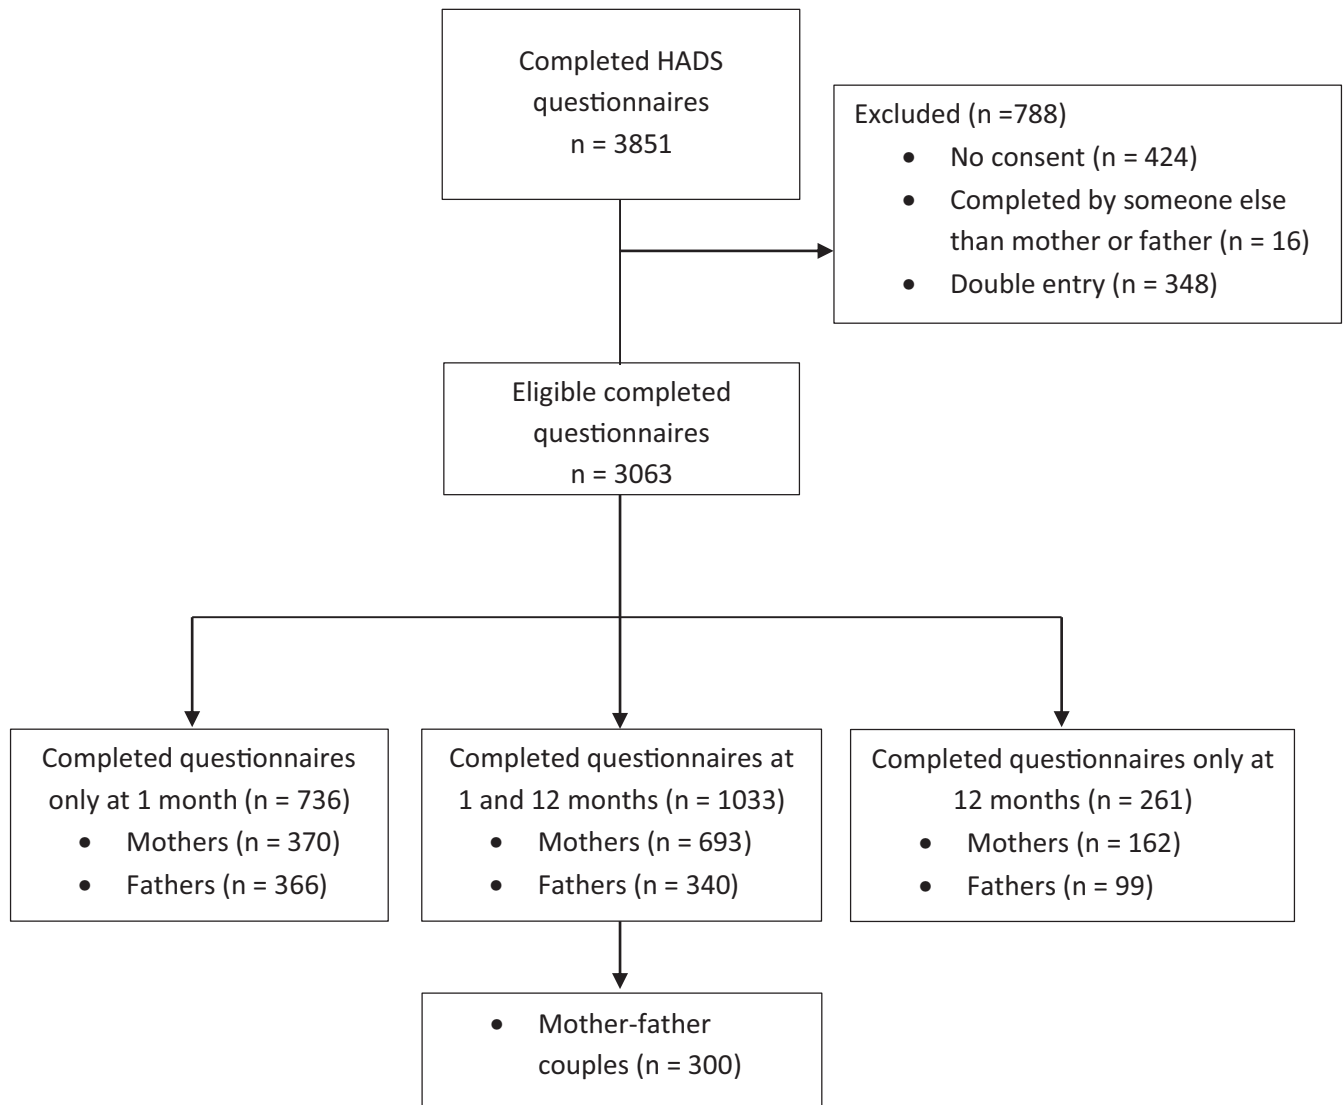 Completed HADS
questionnaires
n = 3851
Excluded (n =788)
• No consent (n = 424)
• Completed by someone else
than mother or father (n = 16)
• Double entry (n = 348)
Eligible completed
questionnaires
n = 3063
Completed questionnaires
only at 1 month (n = 736)
• Mothers (n = 370)
• Fathers (n = 366)
Completed questionnaires at
1 and 12 months (n = 1033)
• Mothers (n = 693)
• Fathers (n = 340)
Completed questionnaires only at
12 months (n = 261)
• Mothers (n = 162)
• Fathers (n = 99)
• Mother-father
couples (n = 300)